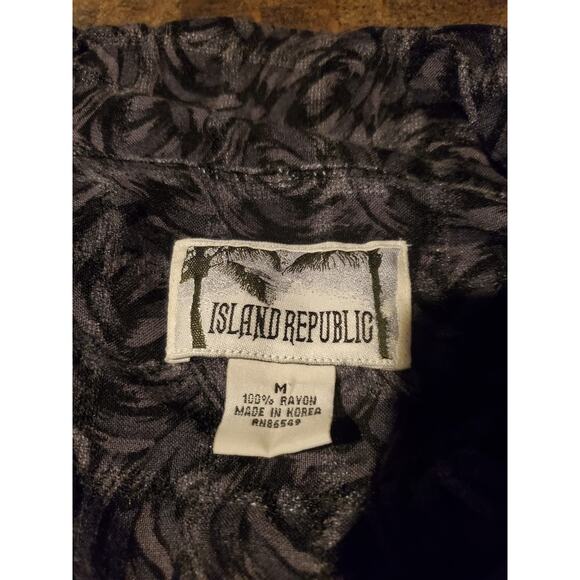 ISLAND REPUBLIC
M
100% RAYON
MADE IN KOREA
RN86549